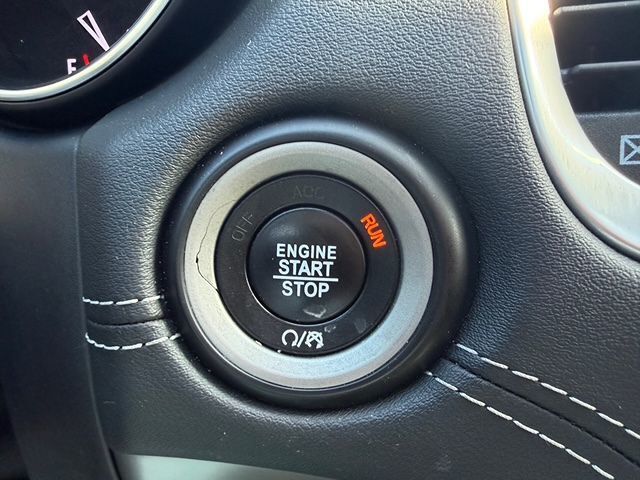 E
OFF
ACC
RUN
ENGINE
START
STOP